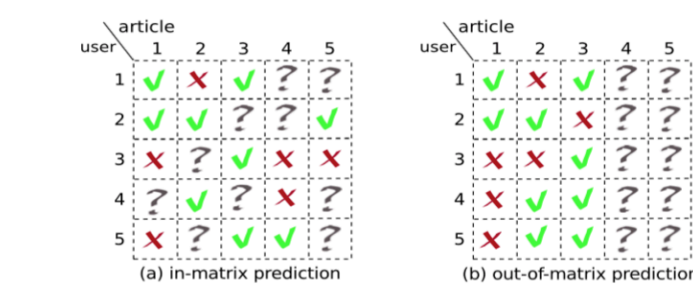 article
user 1 2 3 4 5
1 ✓ ✗ ✓ ? ?
2 ✓ ✓ ? ? ✓
3 ✗ ? ✓ ✗ ✗
4 ? ✓ ? ✗ ?
5 ✗ ? ✓ ✓ ?
(a) in-matrix prediction
article
user 1 2 3 4 5
1 ✓ ✗ ✓ ? ?
2 ✓ ✓ ✗ ? ?
3 ✗ ✗ ✓ ? ?
4 ✗ ✓ ✓ ? ?
5 ✗ ✓ ✓ ? ?
(b) out-of-matrix prediction